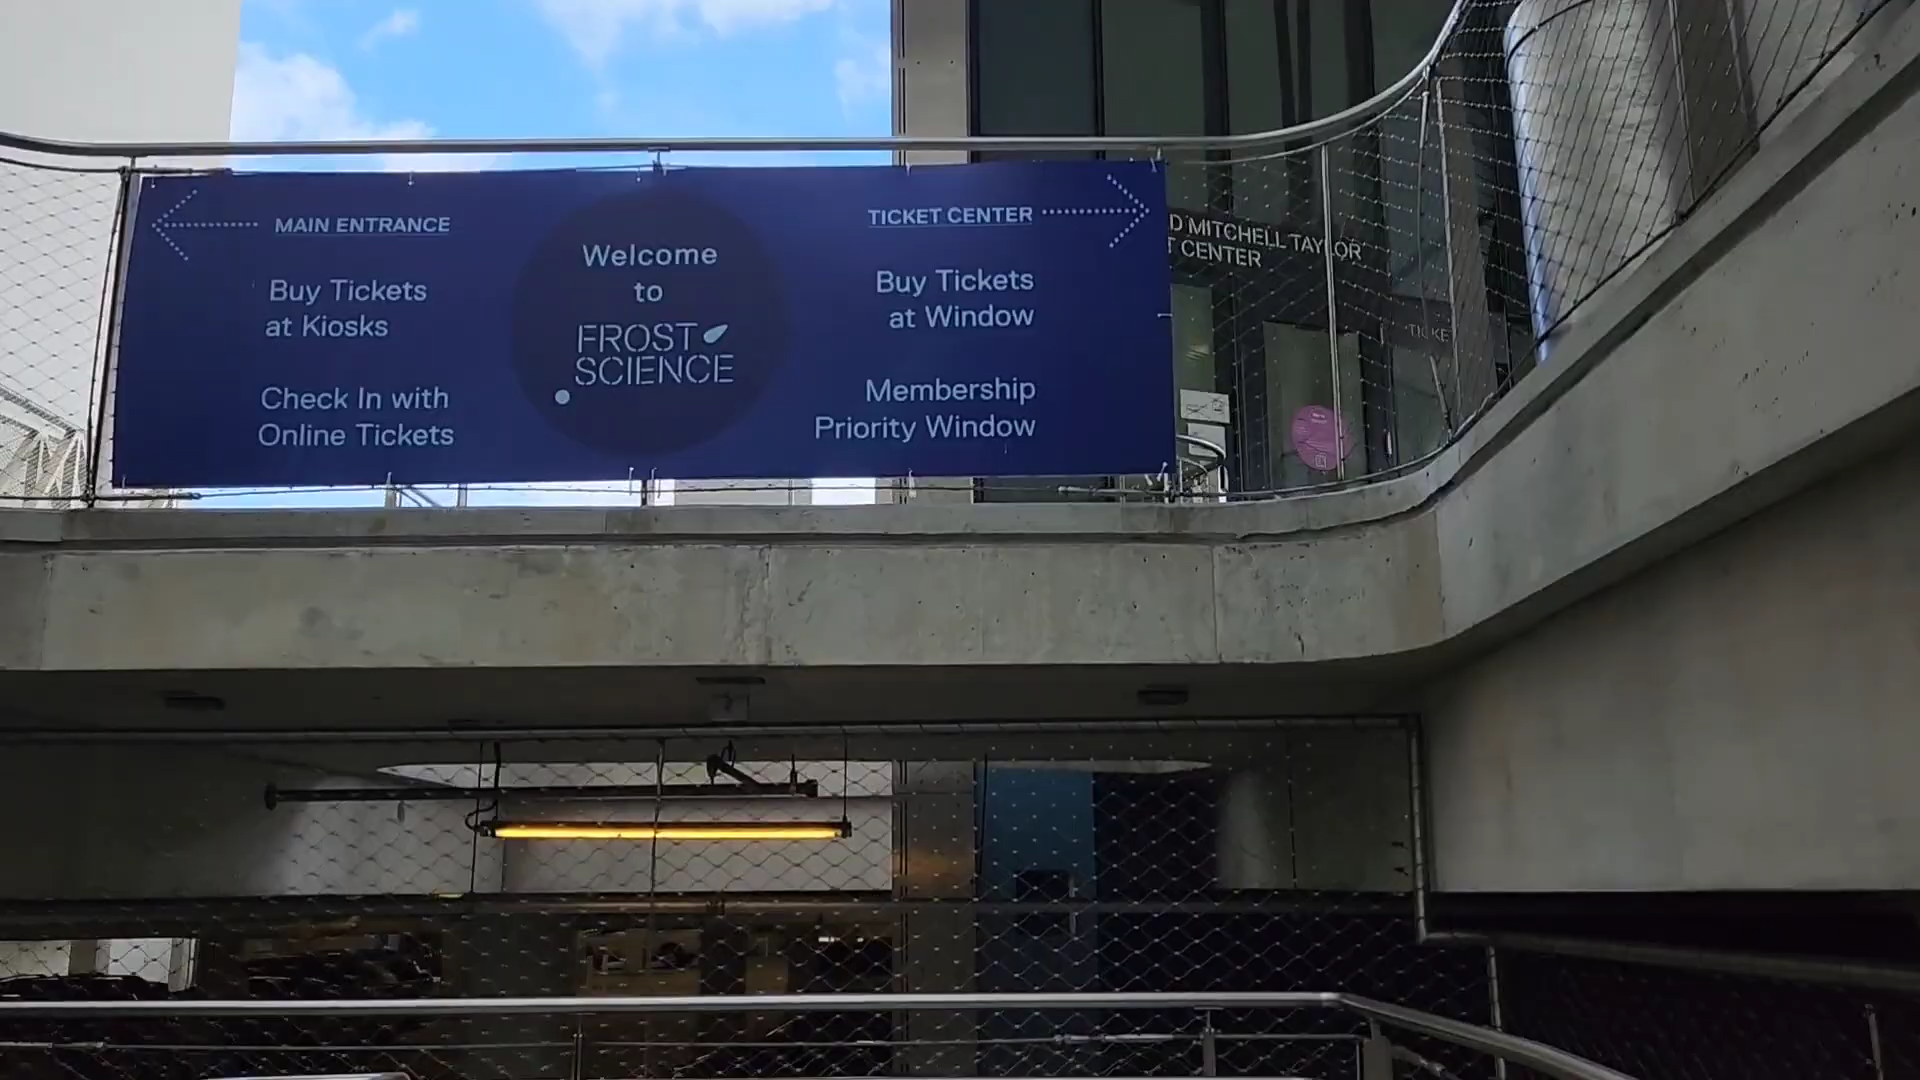 MAIN ENTRANCE
Buy Tickets
at Kiosks
Check In with
Online Tickets
Welcome
to
FROST
SCIENCE
TICKET CENTER
Buy Tickets
at Window
Membership
Priority Window
MITCHELL TAYLOR
CENTER